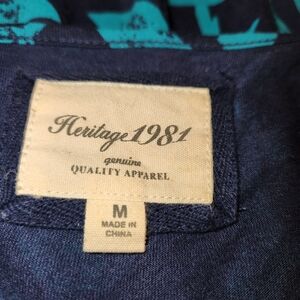 Heritage 1981
genuine
QUALITY APPAREL
M
MADE IN
CHINA